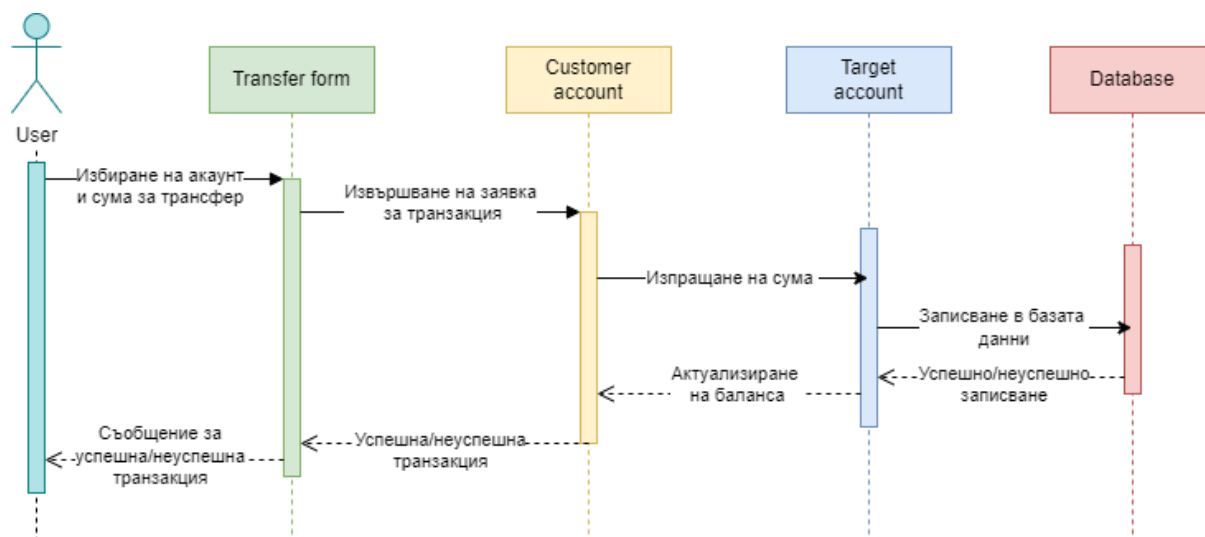 User
Transfer form
Customer
account
Target
account
Database
Избиране на акаунт
и сума за трансфер
Извършване на заявка
за транзакция
Изпращане на сума
Записване в базата
данни
Успешно/неуспешно
записване
Актуализиране
на баланса
Успешна/неуспешна
транзакция
Съобщение за
успешна/неуспешна
транзакция